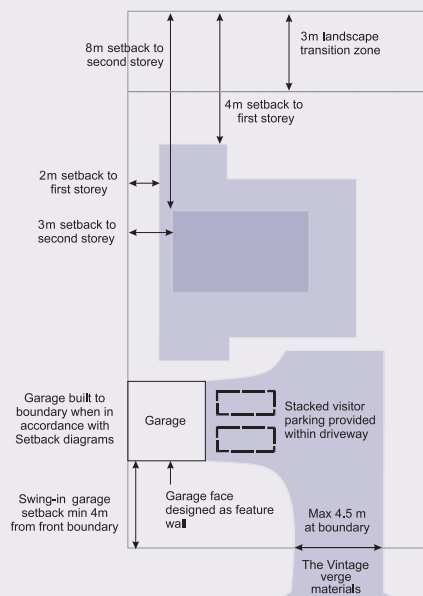 8m setback to
second storey
3m landscape
transition zone
4m setback to
first storey
2m setback to
first storey
3m setback to
second storey
Garage built to
boundary when in
accordance with
Setback diagrams
Garage
Stacked visitor
parking provided
within driveway
Swing-in garage
setback min 4m
from front boundary
Garage face
designed as feature
wall
Max 4.5 m
at boundary
The Vintage
verge
materials